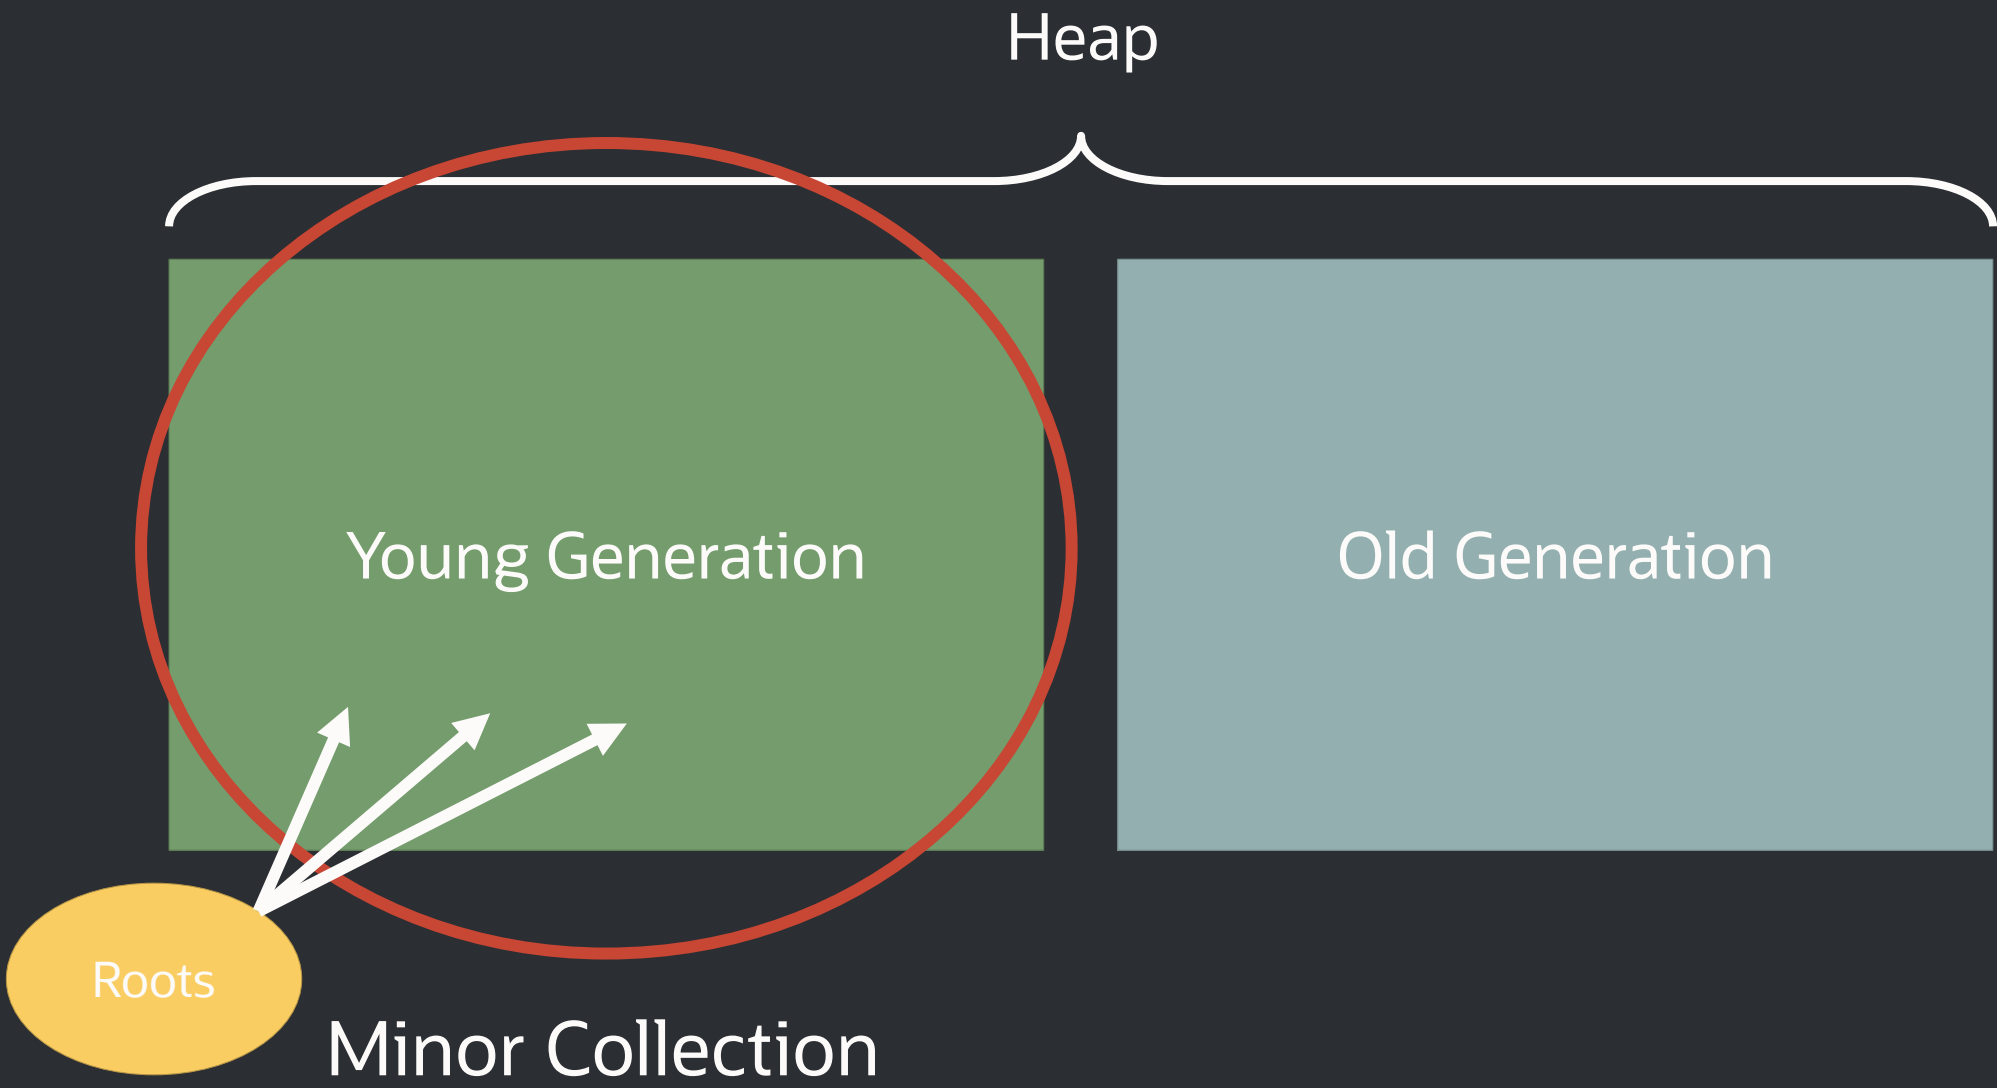 Heap
Young Generation
Old Generation
Roots
Minor Collection